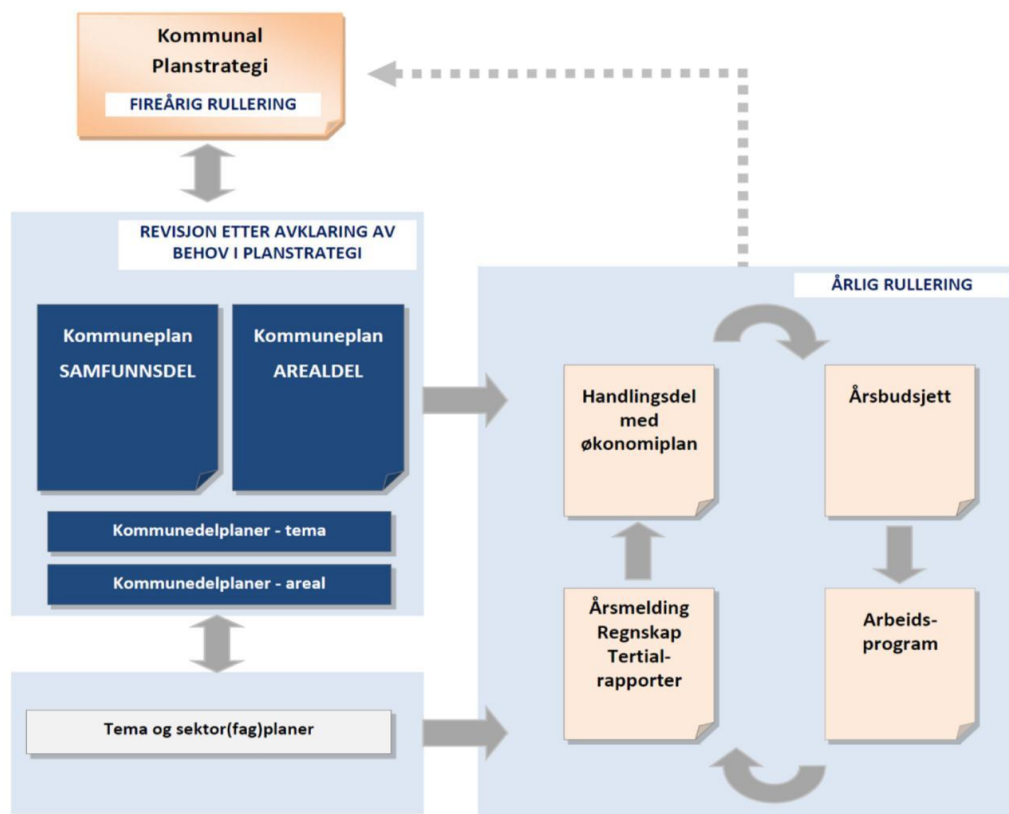 Kommunal
Planstrategi
FIREÅRIG RULLERING
REVISJON ETTER AVKLARING AV
BEHOV I PLANSTRATEGI
Kommuneplan
SAMFUNNSDEL
Kommuneplan
AREALDEL
Kommunedelplaner - tema
Kommunedelplaner - areal
Tema og sektor(fag)planer
ÅRLIG RULLERING
Handlingsdel
med
økonomiplan
Årsbudsjett
Årsmelding
Regnskap
Tertial-
rapporter
Arbeids-
program